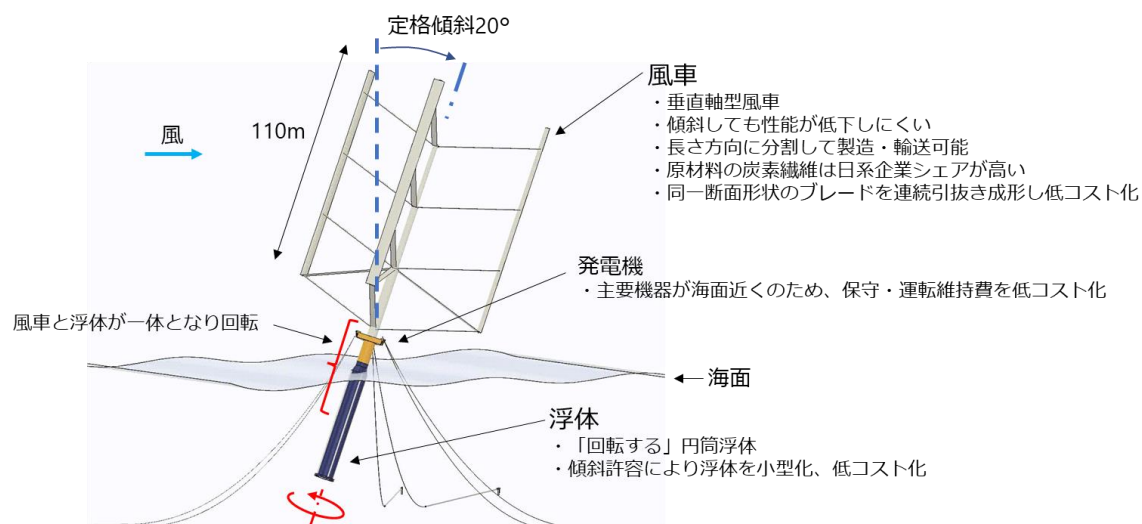 定格傾斜20°
風車
・垂直軸型風車
・傾斜しても性能が低下しにくい
・長さ方向に分割して製造・輸送可能
・原材料の炭素繊維は日系企業シェアが高い
・同一断面形状のブレードを連続引抜き成形し低コスト化
110m
風
発電機
・主要機器が海面近くのため、保守・運転維持費を低コスト化
風車と浮体が一体となり回転
海面
浮体
・「回転する」円筒浮体
・傾斜許容により浮体を小型化、低コスト化